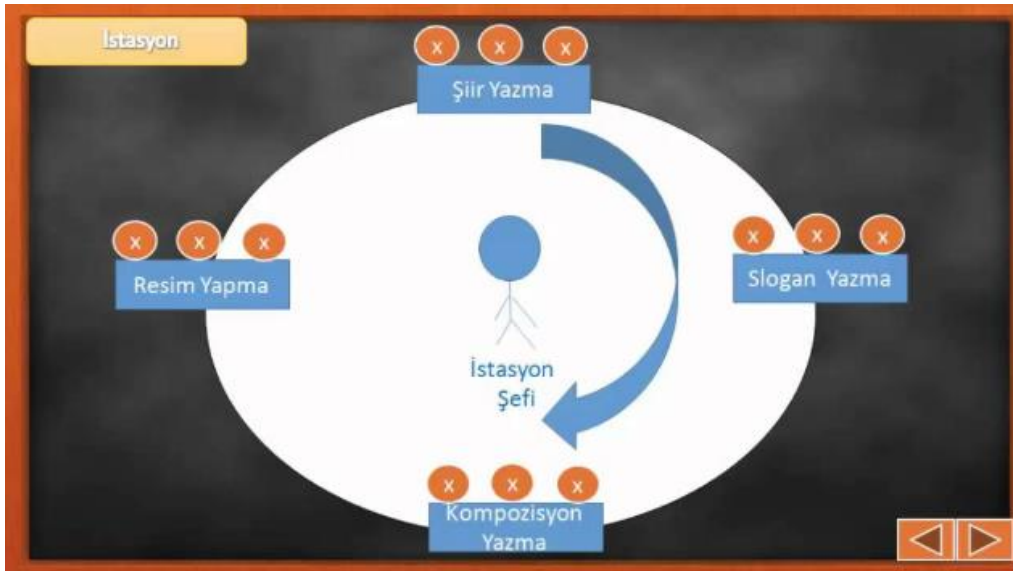 İstasyon
x x x
Şiir Yazma
x x x
Resim Yapma
x x x
Slogan Yazma
İstasyon
Şefi
x x x
Kompozisyon
Yazma